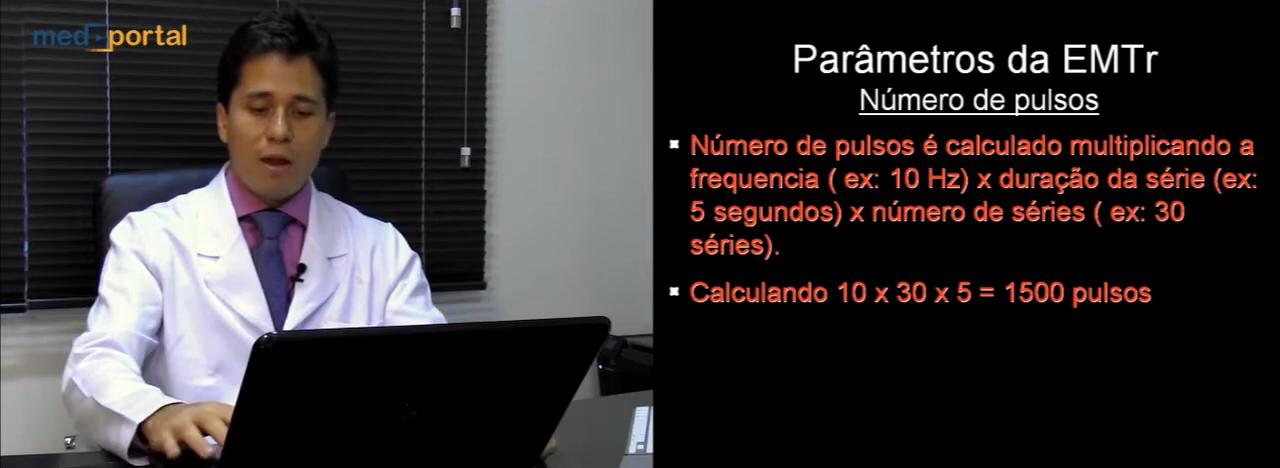 med portal
Parâmetros da EMTr
Número de pulsos
Número de pulsos é calculado multiplicando a
frequencia ( ex: 10 Hz) x duração da série (ex:
5 segundos) x número de séries ( ex: 30
séries).
Calculando 10 x 30 x 5 = 1500 pulsos